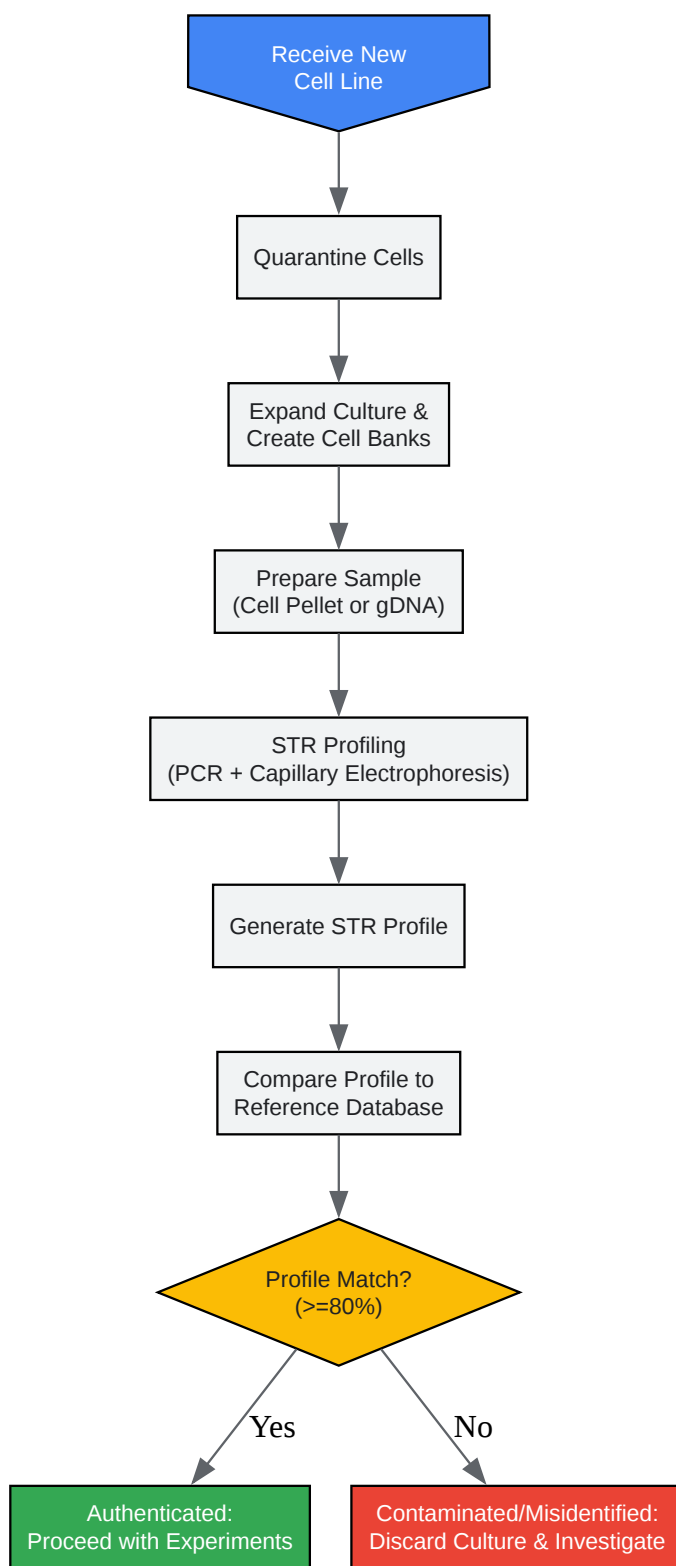 Receive New
Cell Line
Quarantine Cells
Expand Culture &
Create Cell Banks
Prepare Sample
(Cell Pellet or gDNA)
STR Profiling
(PCR + Capillary Electrophoresis)
Generate STR Profile
Compare Profile to
Reference Database
Profile Match?
(>=80%)
Yes
No
Authenticated:
Proceed with Experiments
Contaminated/Misidentified:
Discard Culture & Investigate